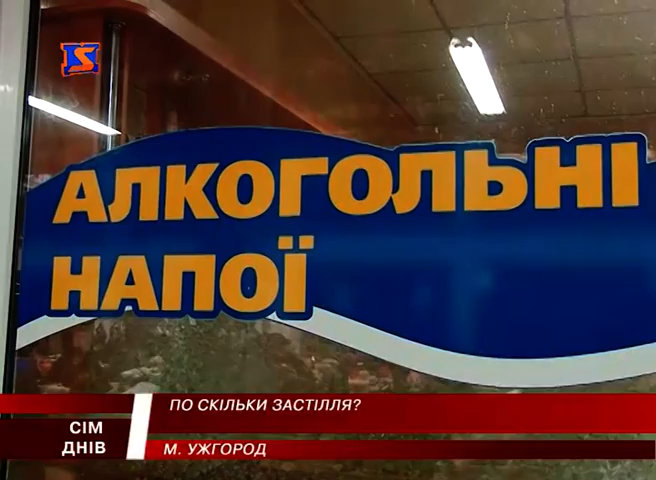 АЛКОГОЛЬНІ
НАПОЇ
ПО СКІЛЬКИ ЗАСТІЛЛЯ?
СІМ
ДНІВ
М. УЖГОРОД